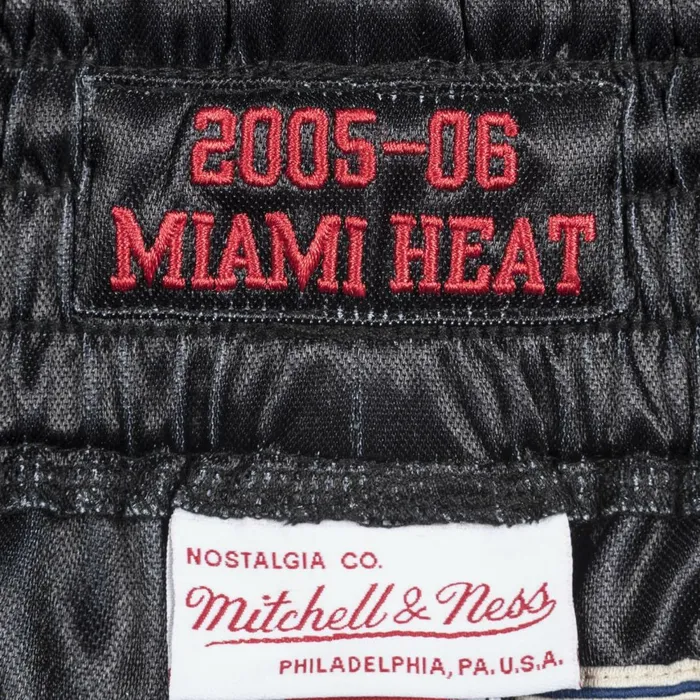 2005-06
MIAMI HEAT
NOSTALGIA CO.
Mitchell & Ness
PHILADELPHIA, PA. U.S.A.